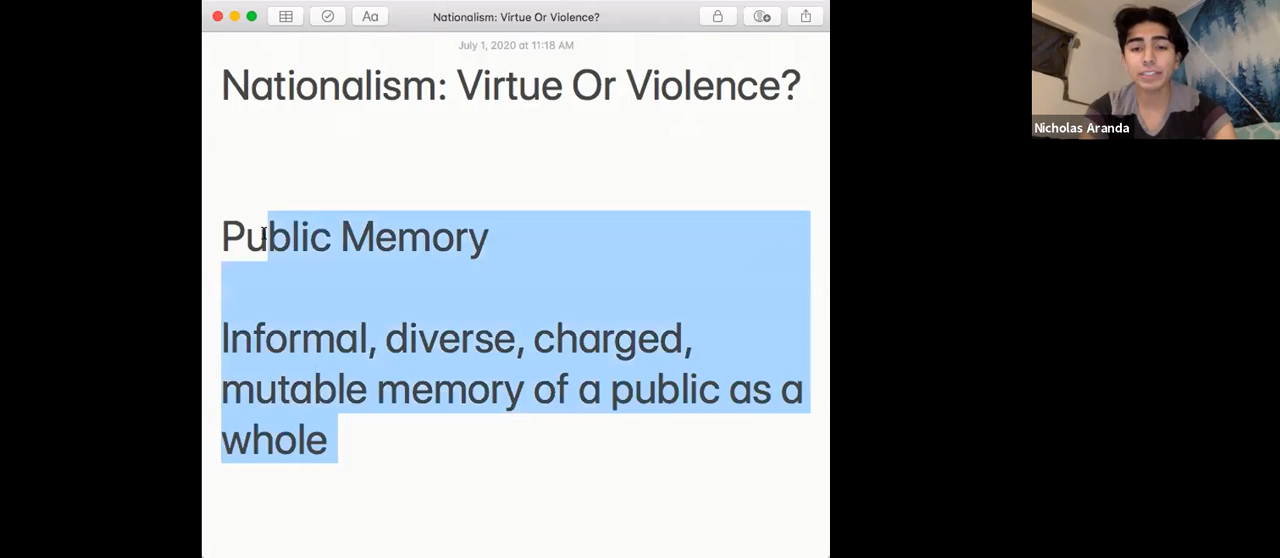 Aa
Nationalism: Virtue Or Violence?
July 1, 2020 at 11:18 AM
Nationalism: Virtue Or Violence?
Nicholas Aranda
Public Memory
Informal, diverse, charged,
mutable memory of a public as a
whole